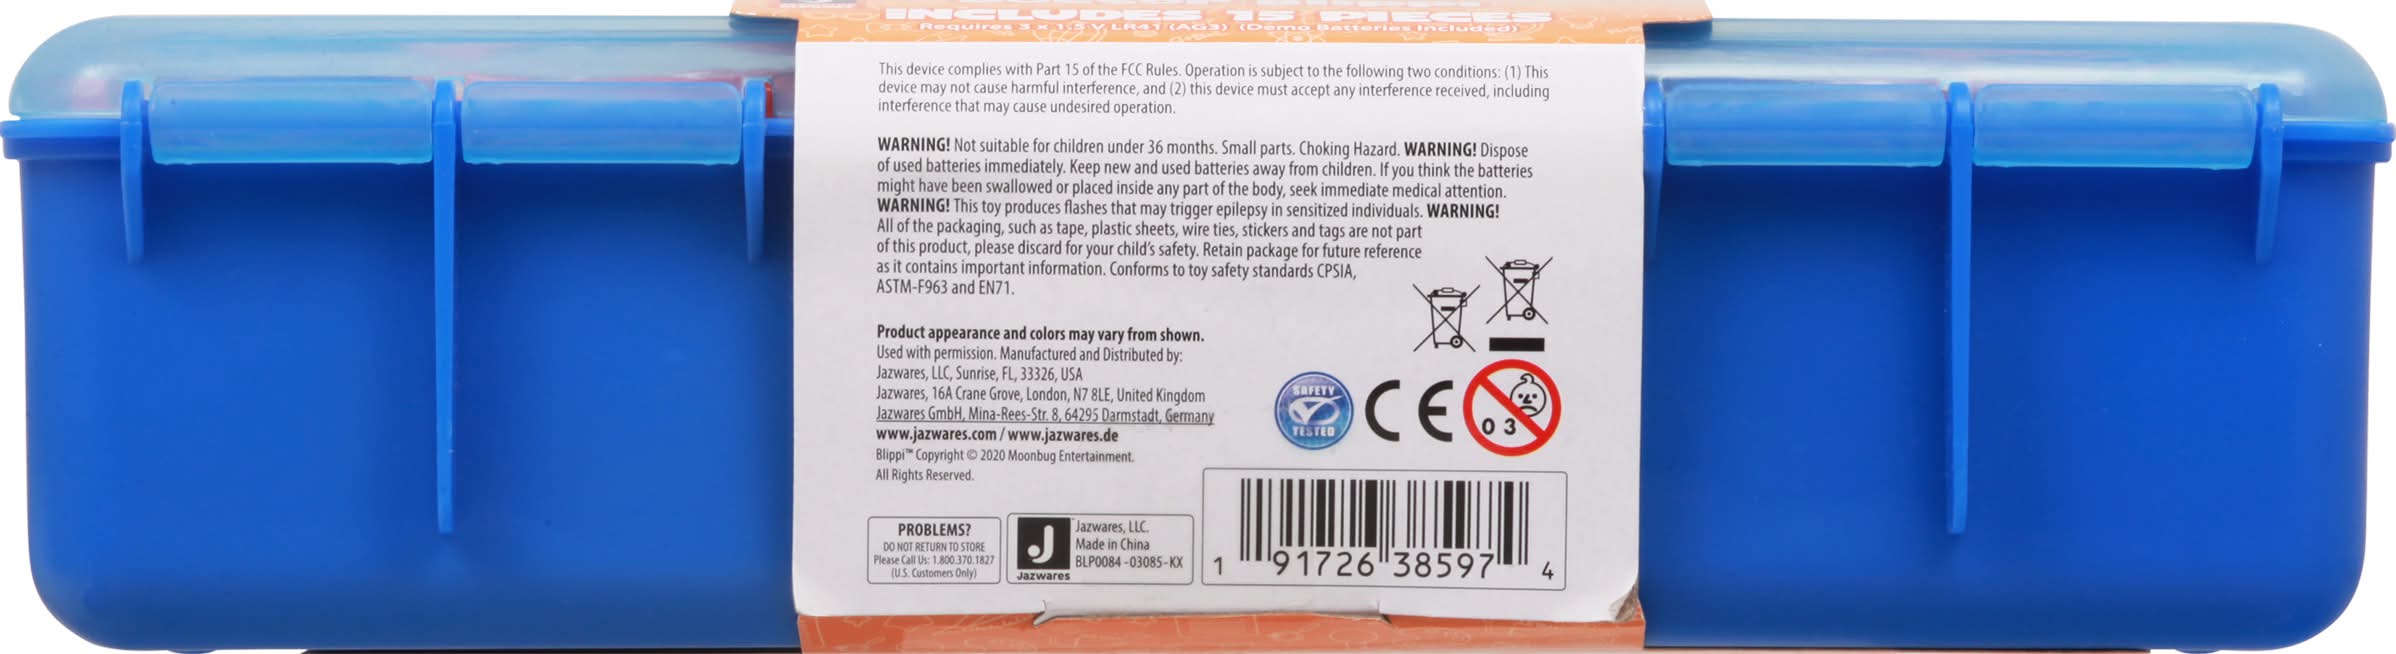 INCLUDES 15 PIECES
Requires 3 x 1.5 V LR41 (AG3) (Demo Batteries Included)
This device complies with Part 15 of the FCC Rules. Operation is subject to the following two conditions: (1) This
device may not cause harmful interference, and (2) this device must accept any interference received, including
interference that may cause undesired operation.
WARNING! Not suitable for children under 36 months. Small parts. Choking Hazard. WARNING! Dispose
of used batteries immediately. Keep new and used batteries away from children. If you think the batteries
might have been swallowed or placed inside any part of the body, seek immediate medical attention.
WARNING! This toy produces flashes that may trigger epilepsy in sensitized individuals. WARNING!
All of the packaging, such as tape, plastic sheets, wire ties, stickers and tags are not part
of this product, please discard for your child's safety. Retain package for future reference
as it contains important information. Conforms to toy safety standards CPSIA,
ASTM-F963 and EN71.
Product appearance and colors may vary from shown.
Used with permission. Manufactured and Distributed by:
Jazwares, LLC, Sunrise, FL, 33326, USA
Jazwares, 16A Crane Grove, London, N7 8LE, United Kingdom
Jazwares GmbH, Mina-Rees-Str. 8, 64295 Darmstadt, Germany
www.jazwares.com / www.jazwares.de
Blippi™ Copyright © 2020 Moonbug Entertainment.
All Rights Reserved.
SAFETY
TESTED
CE
0 3
PROBLEMS?
DO NOT RETURN TO STORE
Please Call Us: 1.800.370.1827
(U.S. Customers Only)
J
Jazwares
Jazwares, LLC.
Made in China
BLP0084 -03085-KX
1 91726 38597 4